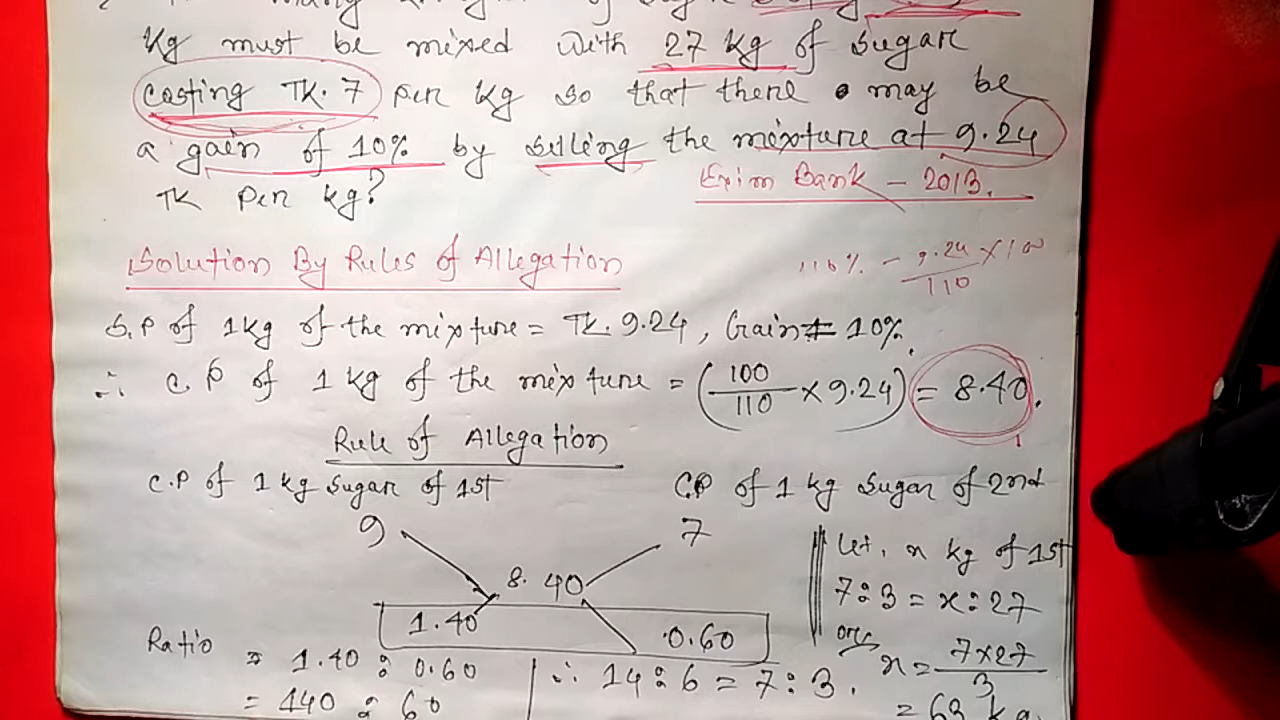 Kg must be mixed with 27 kg of sugar
costing TK. 7 per kg so that there may be
a gain of 10% by selling the mixture at 9.24
TK per kg?
Exim Bank - 2013.
Solution By Rules of Allegation
110% - 9.24 × 100 / 110
S.P of 1 kg of the mixture = TK. 9.24, Gain = 10%.
∴ C.P of 1 kg of the mixture = (100/110 × 9.24) = 8.40.
Rule of Allegation
C.P of 1 kg sugar of 1st
C.P of 1 kg sugar of 2nd
9
7
8.40
1.40
0.60
Ratio = 1.40 : 0.60
= 140 : 60
∴ 14 : 6 = 7 : 3.
Let, x kg of 1st
7 : 3 = x : 27
or, x = 7×27 / 3
= 63 kg.